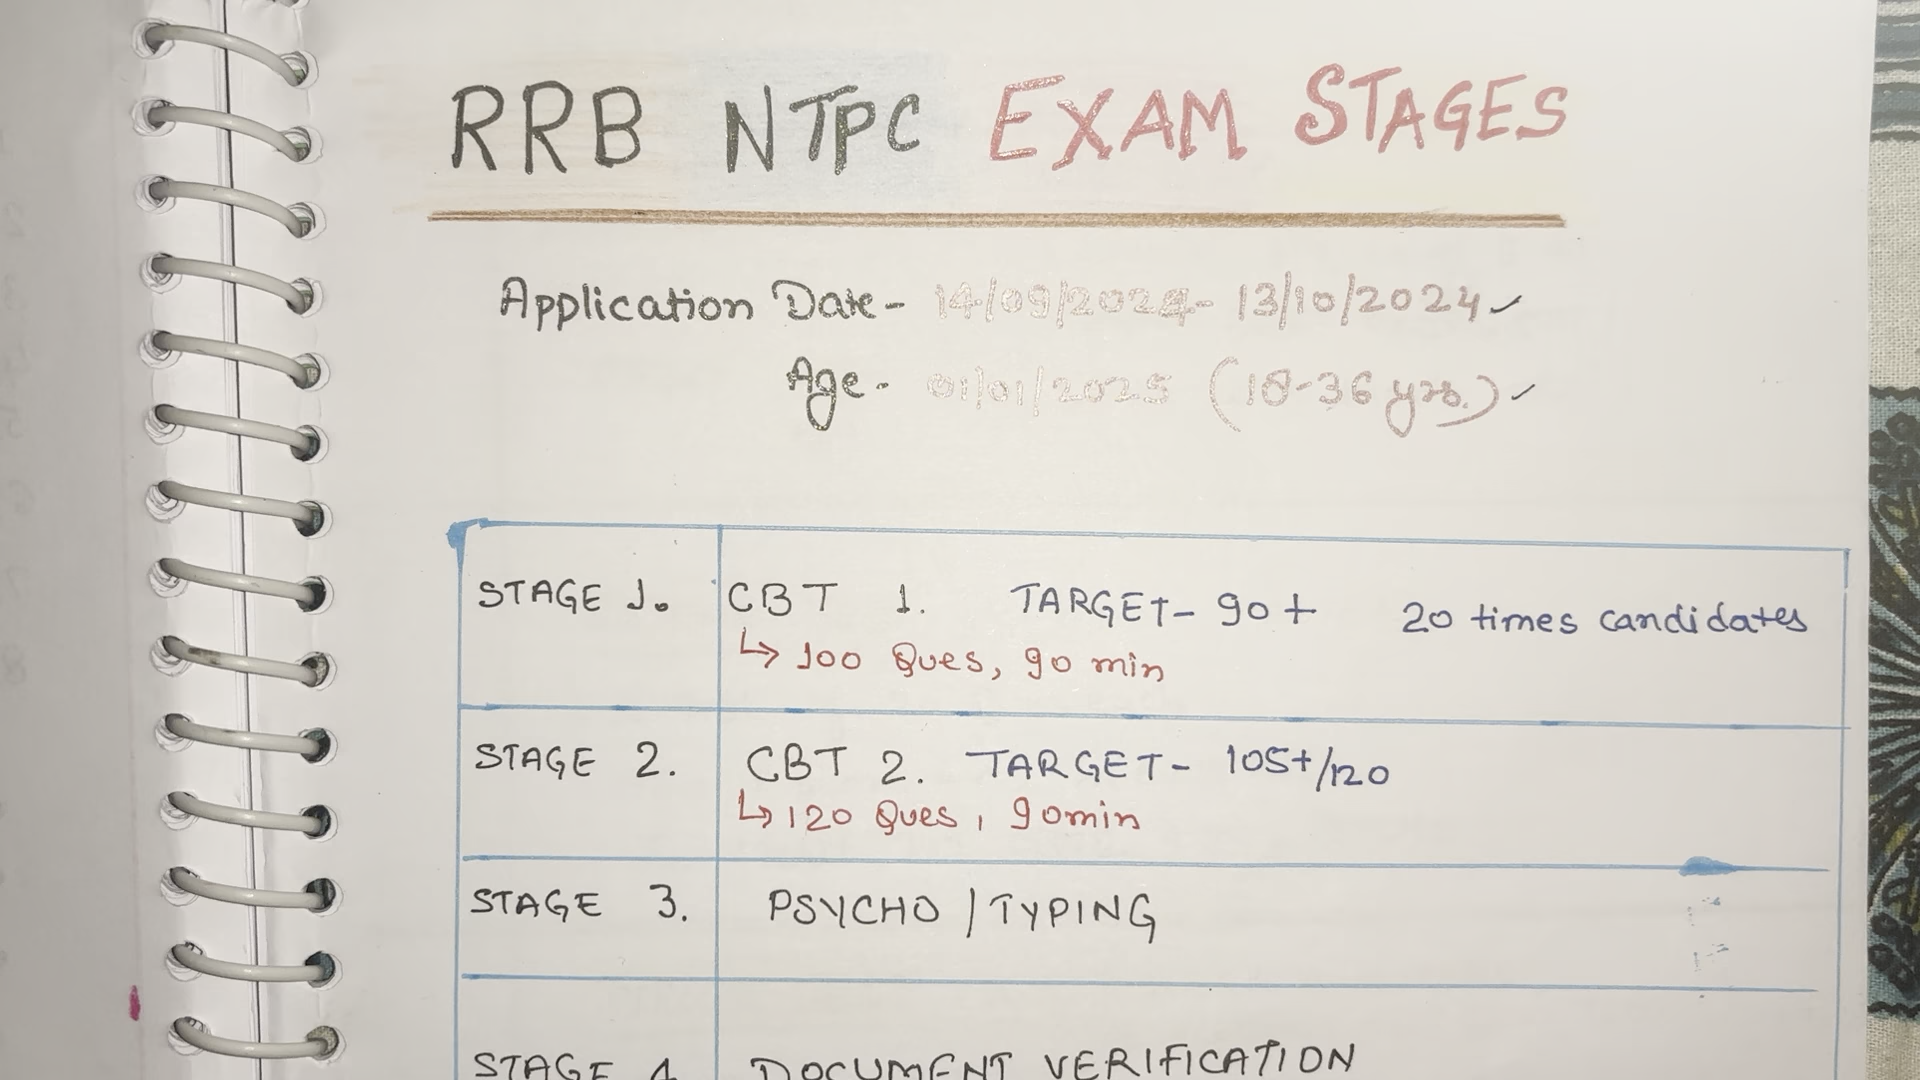 RRB NTPC EXAM STAGES
Application Date - 14/09/2024 - 13/10/2024 ✓
Age - 01/01/2025 (18-36 yrs.) ✓
STAGE 1. CBT 1. TARGET - 90+ 20 times candidates
↳ 100 Ques, 90 min
STAGE 2. CBT 2. TARGET - 105+/120
↳ 120 Ques, 90min
STAGE 3. PSYCHO / TYPING
STAGE 4 DOCUMENT VERIFICATION